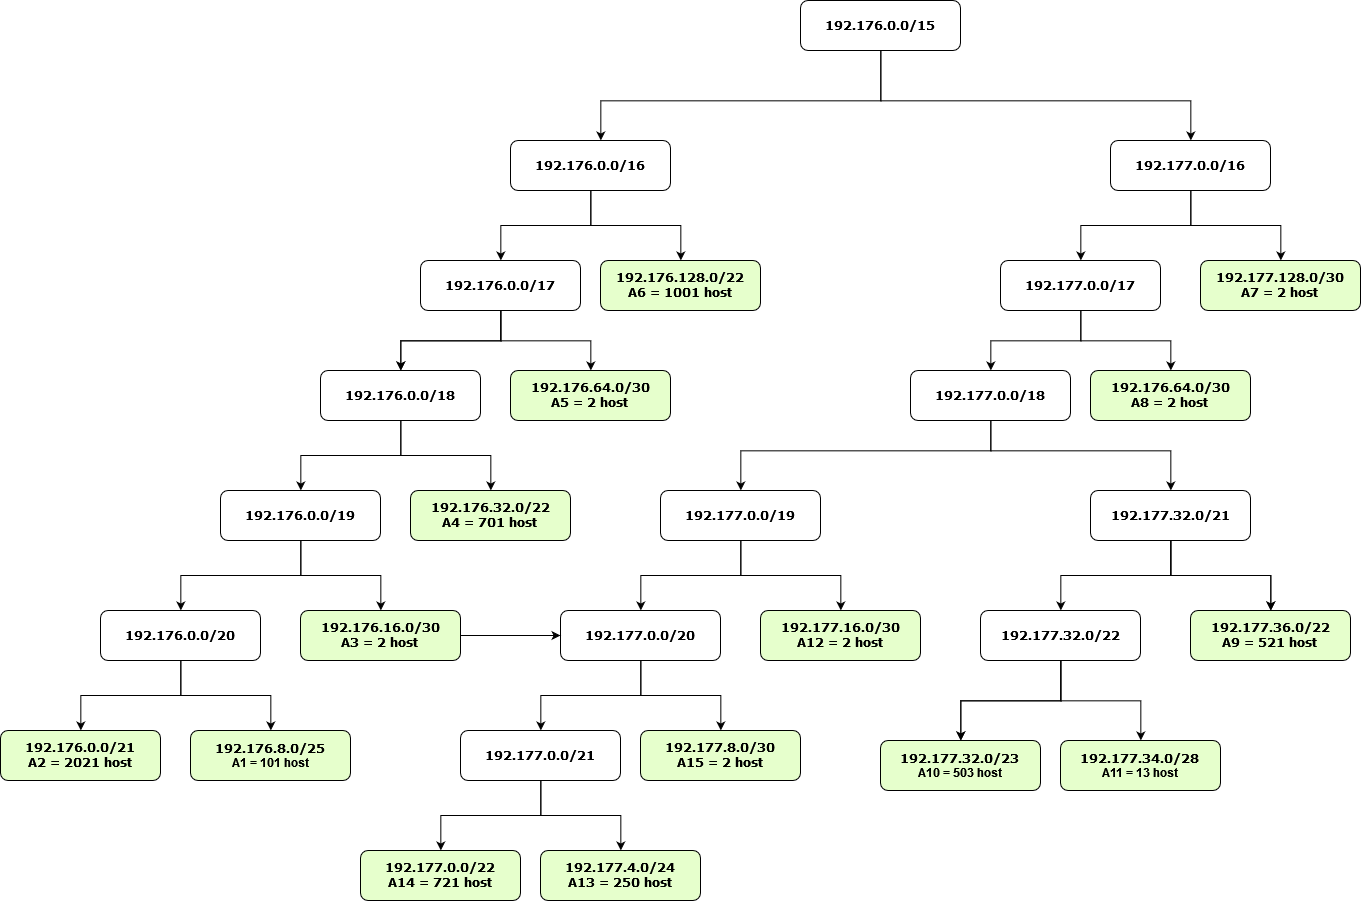 192.176.0.0/15
192.176.0.0/16
192.177.0.0/16
192.176.0.0/17
192.176.128.0/22
A6 = 1001 host
192.177.0.0/17
192.177.128.0/30
A7 = 2 host
192.176.0.0/18
192.176.64.0/30
A5 = 2 host
192.177.0.0/18
192.176.64.0/30
A8 = 2 host
192.176.0.0/19
192.176.32.0/22
A4 = 701 host
192.177.0.0/19
192.177.32.0/21
192.176.0.0/20
192.176.16.0/30
A3 = 2 host
192.177.0.0/20
192.177.16.0/30
A12 = 2 host
192.177.32.0/22
192.177.36.0/22
A9 = 521 host
192.176.0.0/21
A2 = 2021 host
192.176.8.0/25
A1 = 101 host
192.177.0.0/21
192.177.8.0/30
A15 = 2 host
192.177.32.0/23
A10 = 503 host
192.177.34.0/28
A11 = 13 host
192.177.0.0/22
A14 = 721 host
192.177.4.0/24
A13 = 250 host